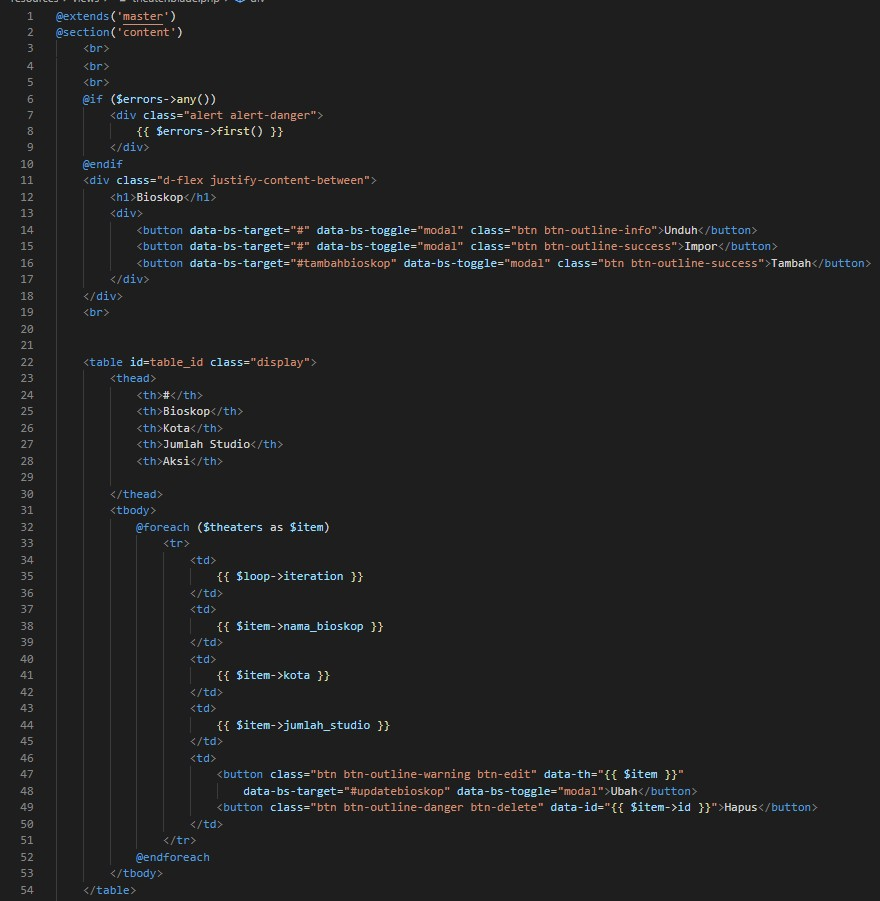 resources > views > theater.blade.php > div
1 @extends('master')
2 @section('content')
3 <br>
4 <br>
5 <br>
6 @if ($errors->any())
7 <div class="alert alert-danger">
8 {{ $errors->first() }}
9 </div>
10 @endif
11 <div class="d-flex justify-content-between">
12 <h1>Bioskop</h1>
13 <div>
14 <button data-bs-target="#" data-bs-toggle="modal" class="btn btn-outline-info">Unduh</button>
15 <button data-bs-target="#" data-bs-toggle="modal" class="btn btn-outline-success">Impor</button>
16 <button data-bs-target="#tambahbioskop" data-bs-toggle="modal" class="btn btn-outline-success">Tambah</button>
17 </div>
18 </div>
19 <br>
20
21
22 <table id=table_id class="display">
23 <thead>
24 <th>#</th>
25 <th>Bioskop</th>
26 <th>Kota</th>
27 <th>Jumlah Studio</th>
28 <th>Aksi</th>
29
30 </thead>
31 <tbody>
32 @foreach ($theaters as $item)
33 <tr>
34 <td>
35 {{ $loop->iteration }}
36 </td>
37 <td>
38 {{ $item->nama_bioskop }}
39 </td>
40 <td>
41 {{ $item->kota }}
42 </td>
43 <td>
44 {{ $item->jumlah_studio }}
45 </td>
46 <td>
47 <button class="btn btn-outline-warning btn-edit" data-th="{{ $item }}"
48 data-bs-target="#updatebioskop" data-bs-toggle="modal">Ubah</button>
49 <button class="btn btn-outline-danger btn-delete" data-id="{{ $item->id }}">Hapus</button>
50 </td>
51 </tr>
52 @endforeach
53 </tbody>
54 </table>